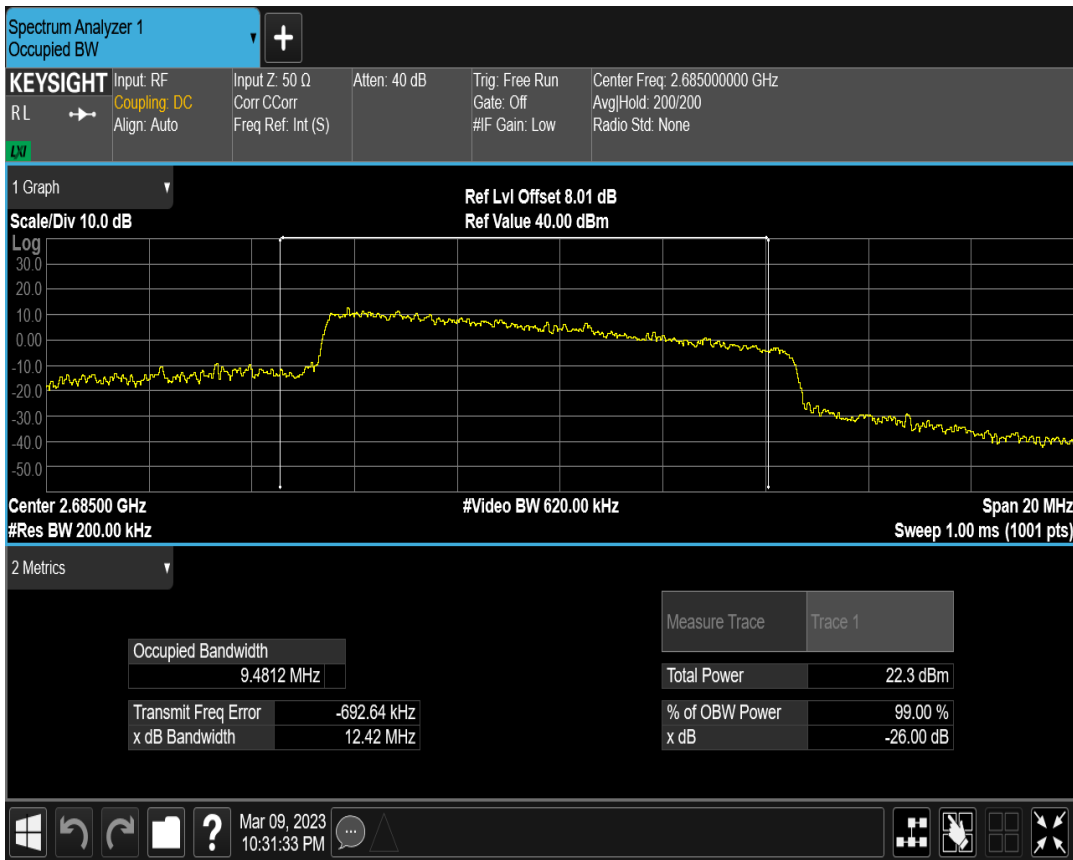 Spectrum Analyzer 1
Occupied BW
KEYSIGHT
RL
LXI
Input: RF
Coupling: DC
Align: Auto
Input Z: 50 Ω
Corr CCorr
Freq Ref: Int (S)
Atten: 40 dB
Trig: Free Run
Gate: Off
#IF Gain: Low
Center Freq: 2.685000000 GHz
Avg|Hold: 200/200
Radio Std: None
1 Graph
Scale/Div 10.0 dB
Ref Lvl Offset 8.01 dB
Ref Value 40.00 dBm
Log
30.0
20.0
10.0
0.00
-10.0
-20.0
-30.0
-40.0
-50.0
Center 2.68500 GHz
#Video BW 620.00 kHz
Span 20 MHz
#Res BW 200.00 kHz
Sweep 1.00 ms (1001 pts)
2 Metrics
Occupied Bandwidth
9.4812 MHz
Transmit Freq Error -692.64 kHz
x dB Bandwidth 12.42 MHz
Measure Trace Trace 1
Total Power 22.3 dBm
% of OBW Power 99.00 %
x dB -26.00 dB
?
Mar 09, 2023
10:31:33 PM